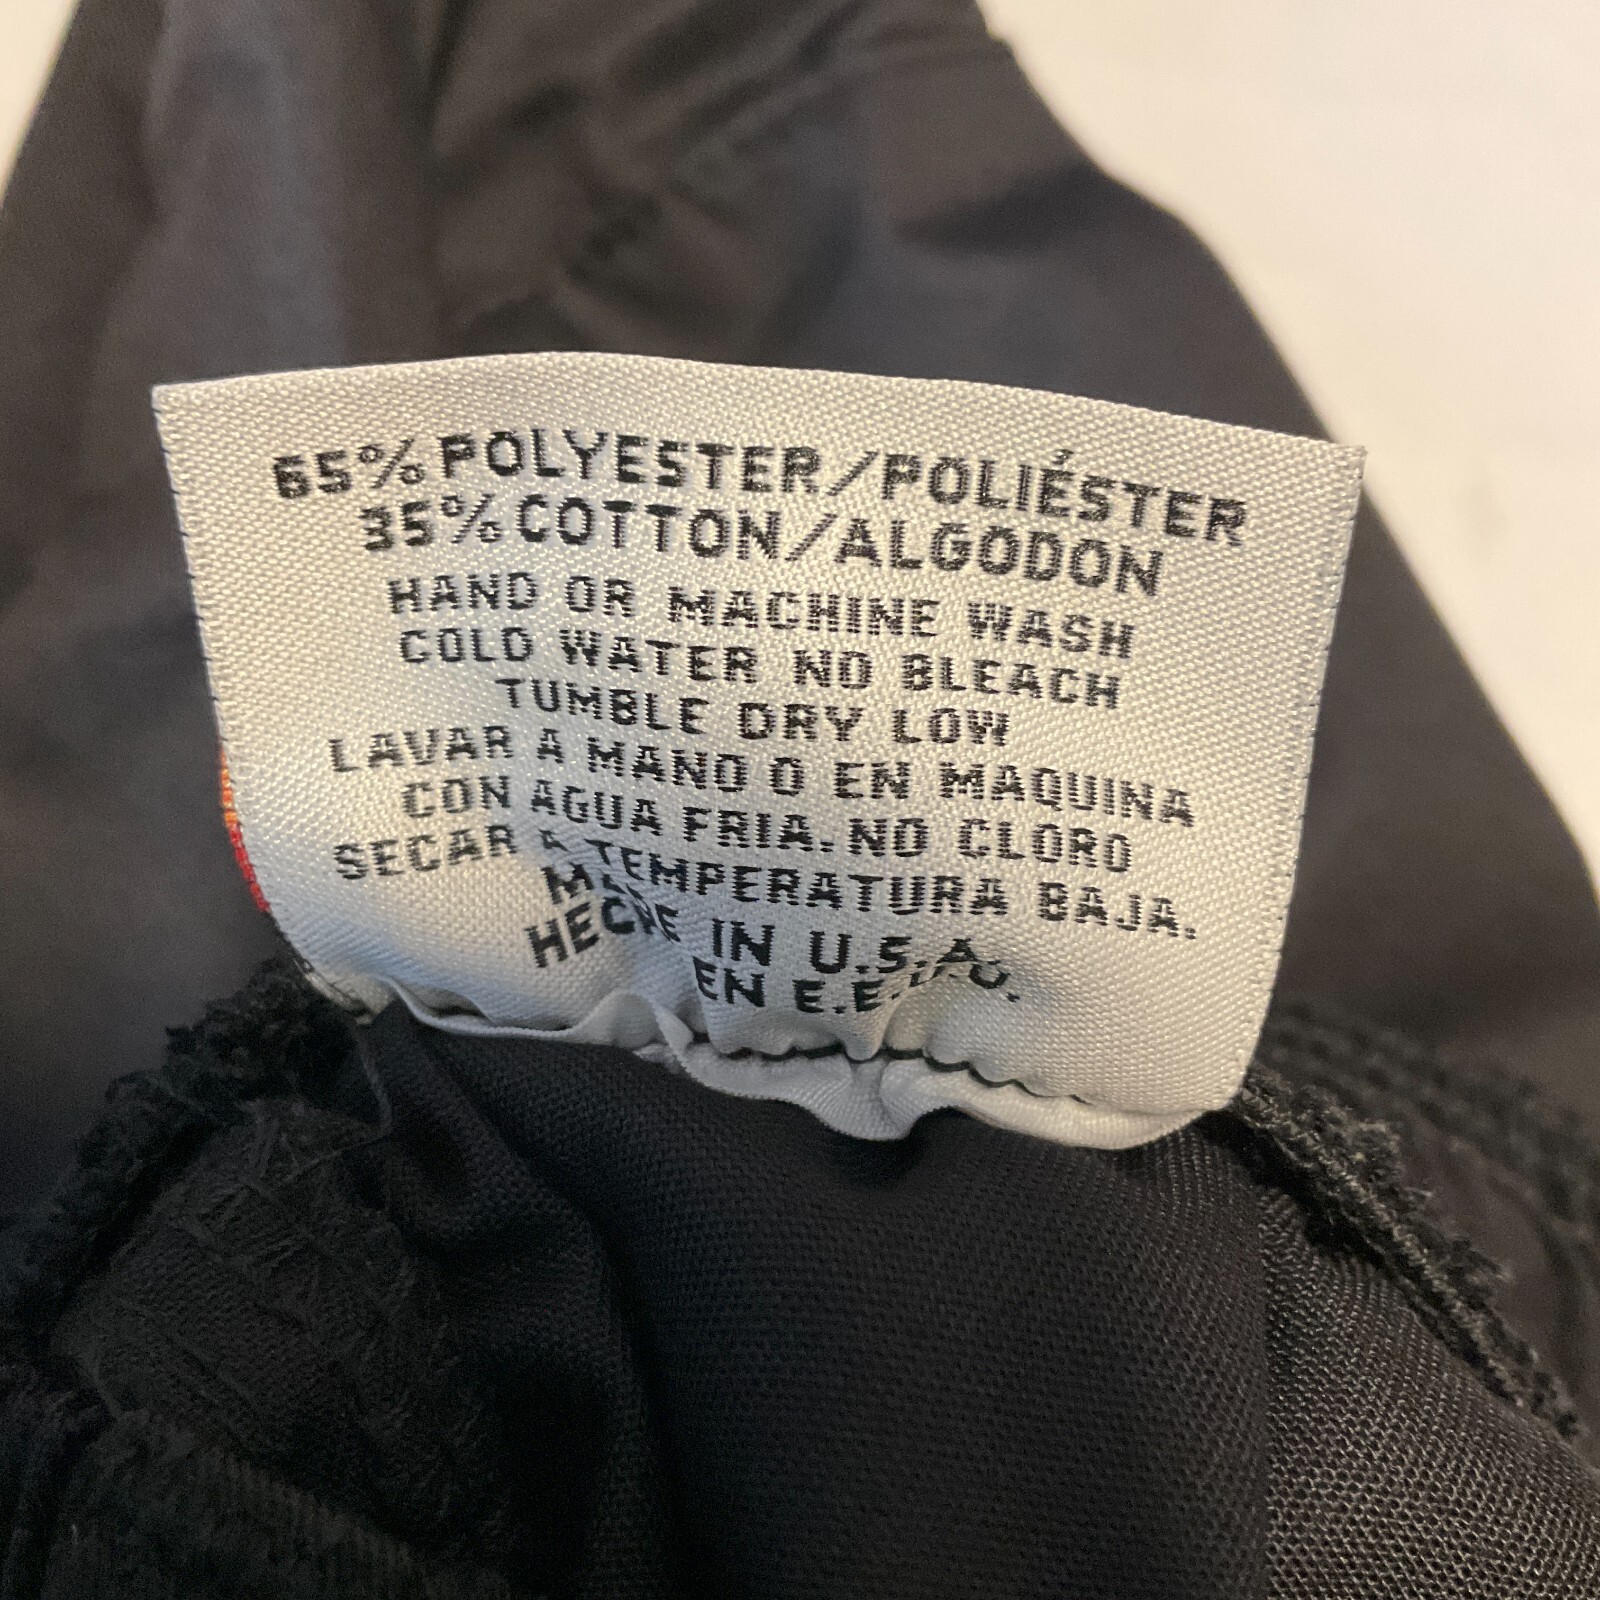 65% POLYESTER/POLIÉSTER
35% COTTON/ALGODON
HAND OR MACHINE WASH
COLD WATER NO BLEACH
TUMBLE DRY LOW
LAVAR A MANO O EN MAQUINA
CON AGUA FRIA. NO CLORO
SECAR A TEMPERATURA BAJA.
IN U.S.A.
EN E.E.U.U.